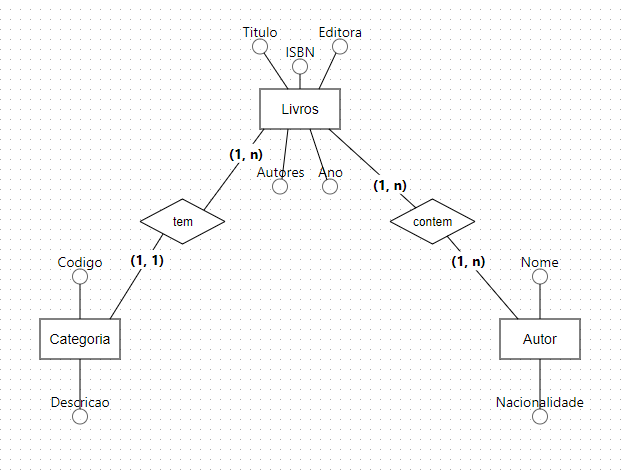 Titulo
Editora
ISBN
Livros
(1, n)
Autores
Ano
(1, n)
tem
contem
(1, 1)
(1, n)
Codigo
Nome
Categoria
Autor
Descricao
Nacionalidade